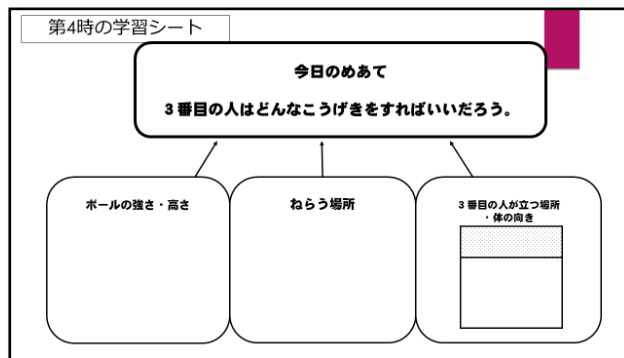 第4時の学習シート
今日のめあて
3番目の人はどんなこうげきをすればいいだろう。
ボールの強さ・高さ
ねらう場所
3番目の人が立つ場所
・体の向き